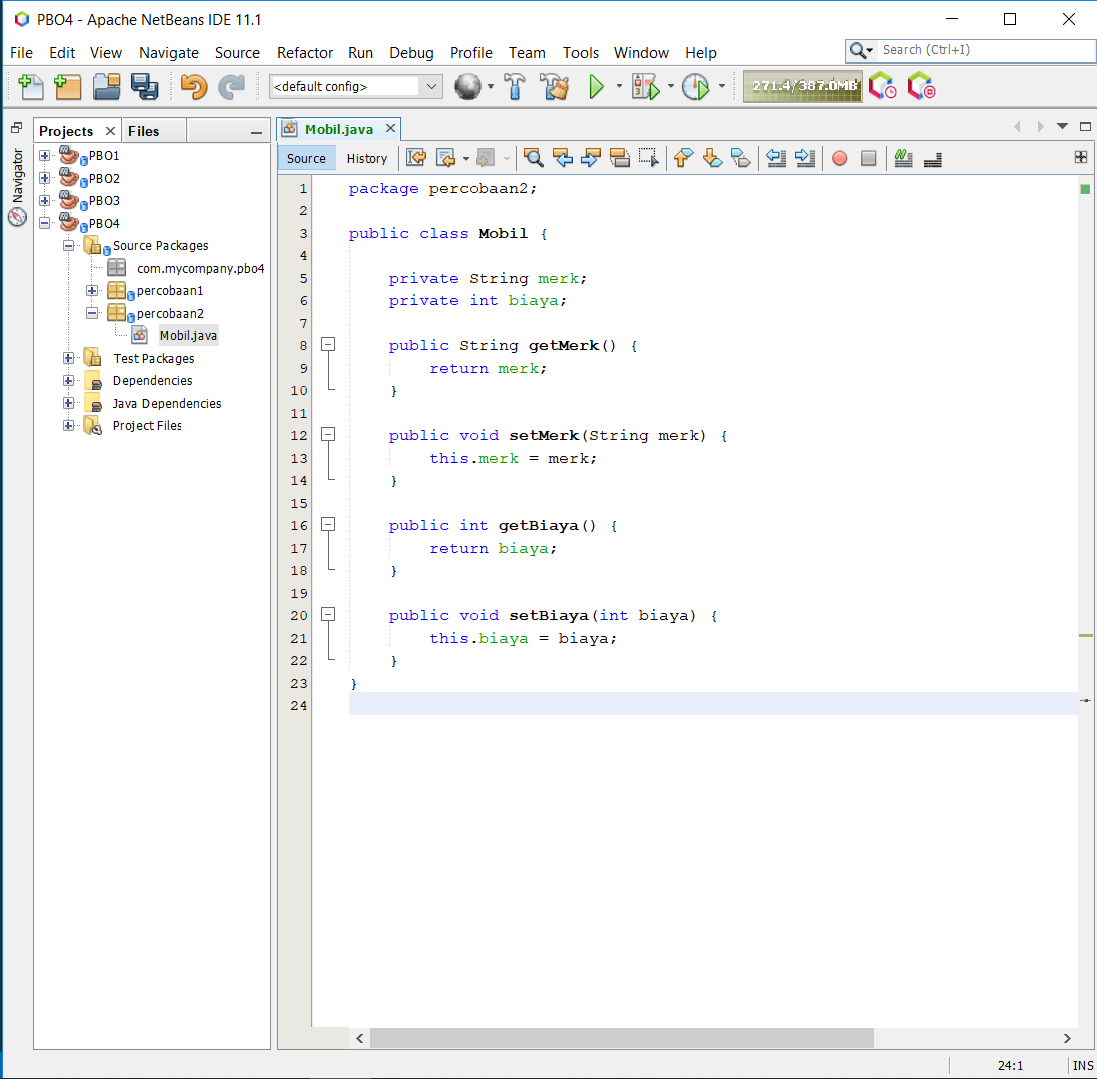 PBO4 - Apache NetBeans IDE 11.1
File Edit View Navigate Source Refactor Run Debug Profile Team Tools Window Help
Search (Ctrl+I)
<default config>
271.4/387.0MB
Projects Files
Navigator
PBO1
PBO2
PBO3
PBO4
Source Packages
com.mycompany.pbo4
percobaan1
percobaan2
Mobil.java
Test Packages
Dependencies
Java Dependencies
Project Files
Mobil.java
Source History
1 package percobaan2;
2
3 public class Mobil {
4
5 private String merk;
6 private int biaya;
7
8 public String getMerk() {
9 return merk;
10 }
11
12 public void setMerk(String merk) {
13 this.merk = merk;
14 }
15
16 public int getBiaya() {
17 return biaya;
18 }
19
20 public void setBiaya(int biaya) {
21 this.biaya = biaya;
22 }
23 }
24
24:1 INS